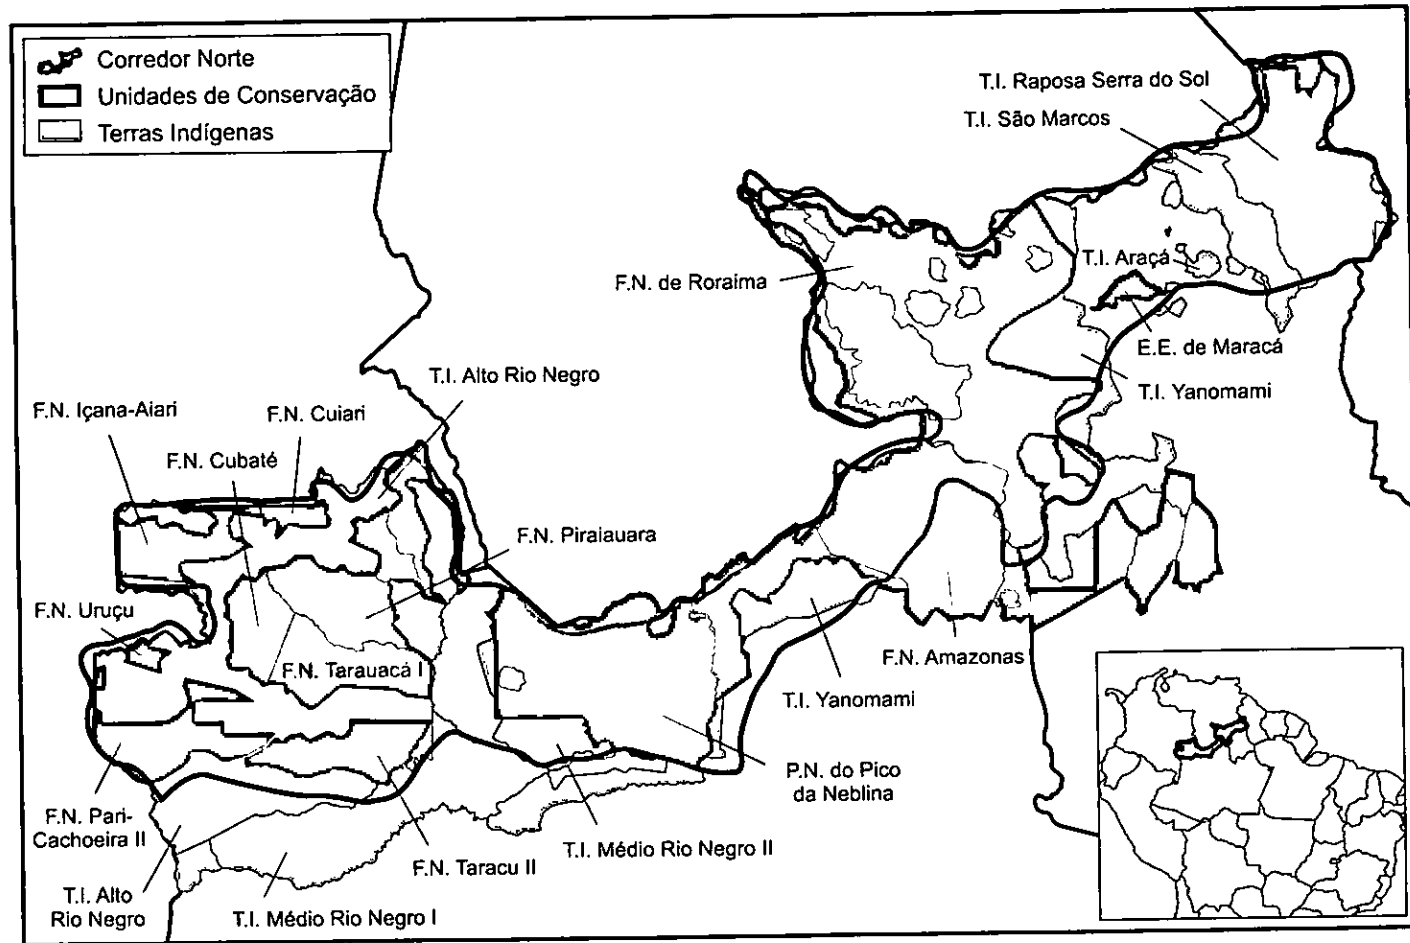 Corredor Norte
Unidades de Conservação
Terras Indígenas
T.I. Raposa Serra do Sol
T.I. São Marcos
T.I. Araçá
F.N. de Roraima
E.E. de Maracá
T.I. Yanomami
T.I. Alto Rio Negro
F.N. Içana-Aiari
F.N. Cuiari
F.N. Cubaté
F.N. Piraiauara
F.N. Uruçu
F.N. Tarauacá I
F.N. Amazonas
T.I. Yanomami
P.N. do Pico
da Neblina
F.N. Pari-
Cachoeira II
T.I. Médio Rio Negro II
F.N. Taracu II
T.I. Alto
Rio Negro
T.I. Médio Rio Negro I